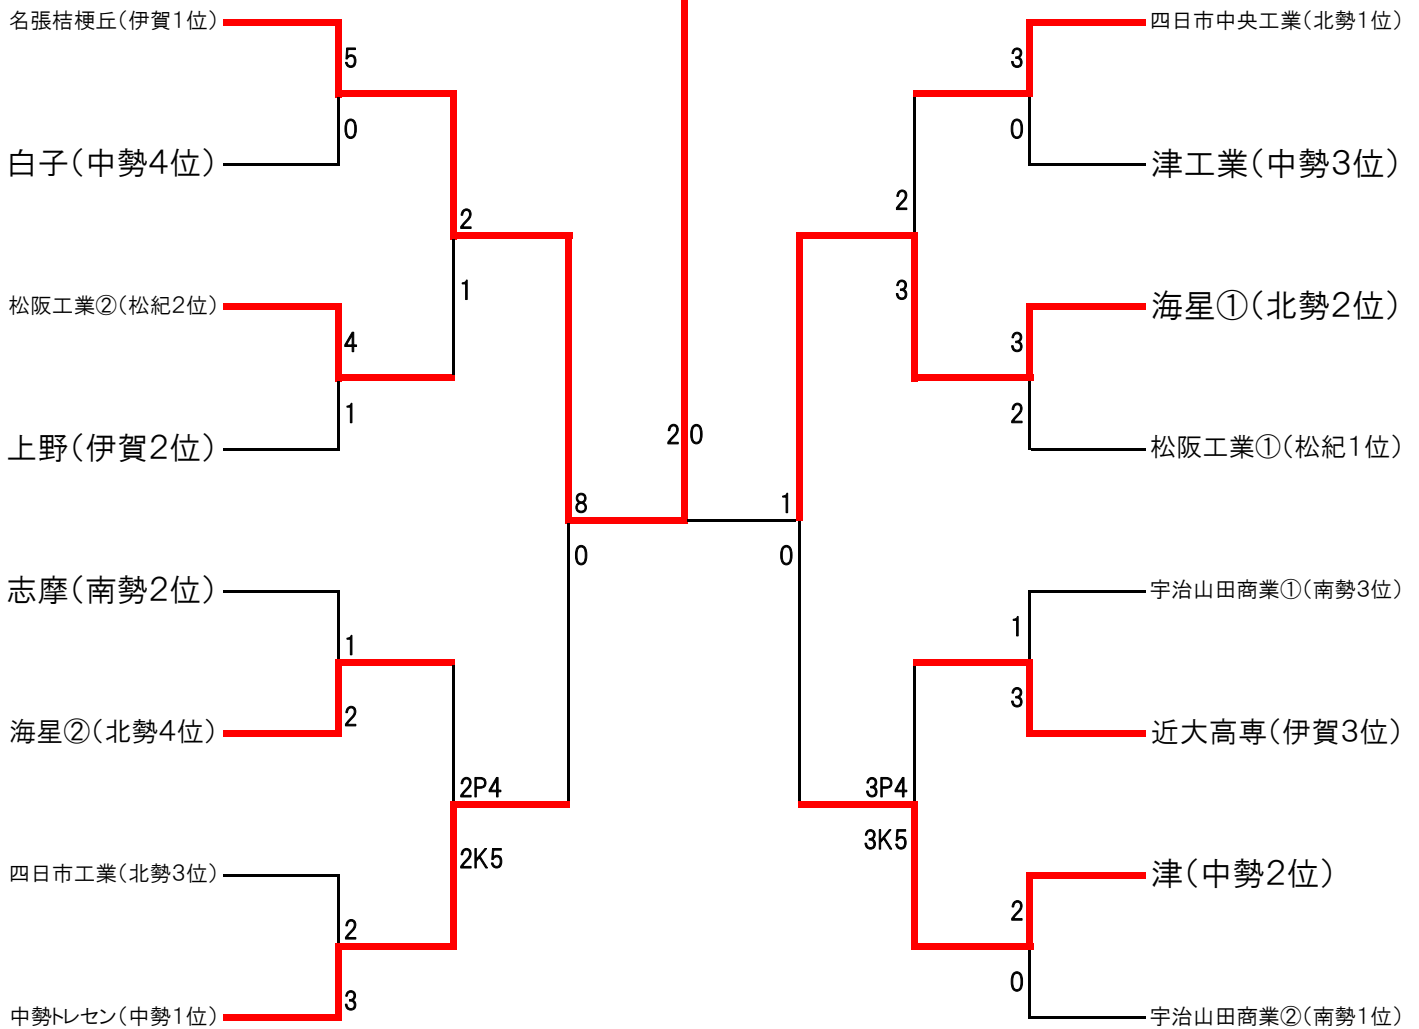 名張桔梗丘(伊賀1位)
5
0
白子(中勢4位)
2
1
松阪工業②(松紀2位)
4
1
上野(伊賀2位)
8
0
志摩(南勢2位)
1
2
海星②(北勢4位)
2P4
2K5
四日市工業(北勢3位)
2
3
中勢トレセン(中勢1位)
2 0
四日市中央工業(北勢1位)
3
0
津工業(中勢3位)
2
3
海星①(北勢2位)
3
2
松阪工業①(松紀1位)
1
0
宇治山田商業①(南勢3位)
1
3
近大高専(伊賀3位)
3P4
3K5
津(中勢2位)
2
0
宇治山田商業②(南勢1位)